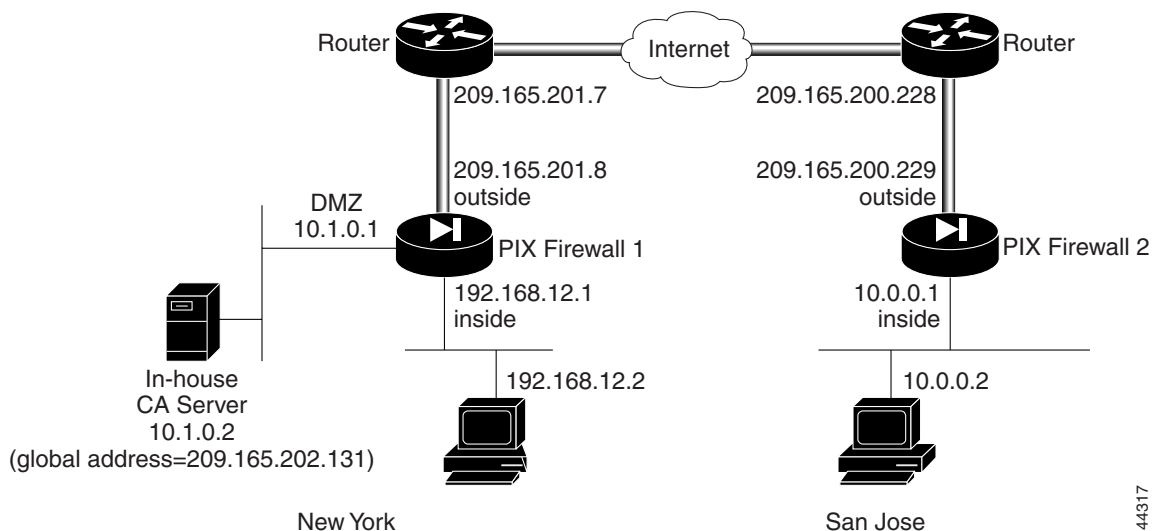 Router
Internet
Router
209.165.201.7
209.165.200.228
209.165.201.8
outside
209.165.200.229
outside
DMZ
10.1.0.1
PIX Firewall 1
PIX Firewall 2
192.168.12.1
inside
10.0.0.1
inside
In-house
CA Server
10.1.0.2
(global address=209.165.202.131)
192.168.12.2
10.0.0.2
New York
San Jose
44317